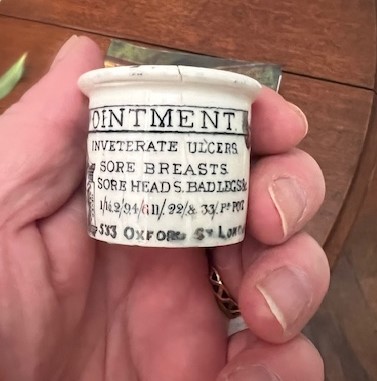 OINTMENT
INVETERATE ULCERS
SORE BREASTS.
SORE HEADS. BAD LEGS &c
1/1½ 2/9 4/6 11/. 22/ & 33/. Pr POT
533 OXFORD St LON